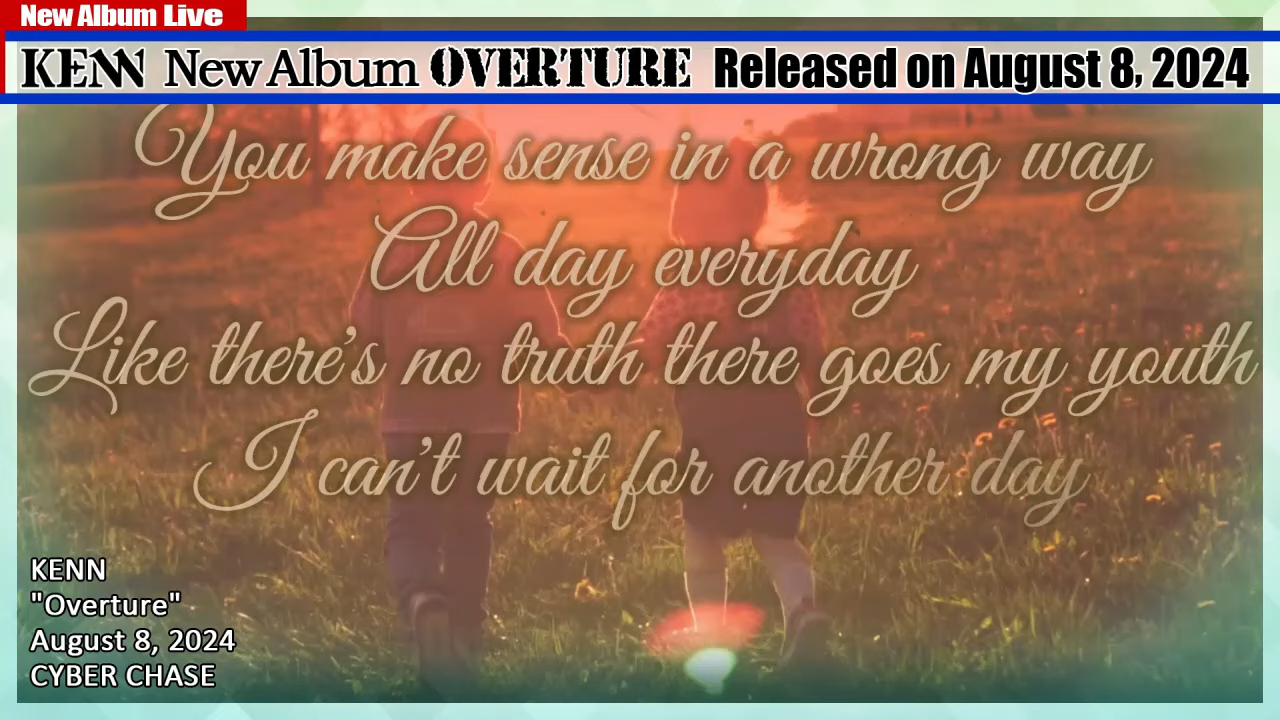 New Album Live
KENN New Album OVERTURE Released on August 8, 2024
You make sense in a wrong way
All day everyday
Like there's no truth there goes my youth
I can't wait for another day
KENN
"Overture"
August 8, 2024
CYBER CHASE